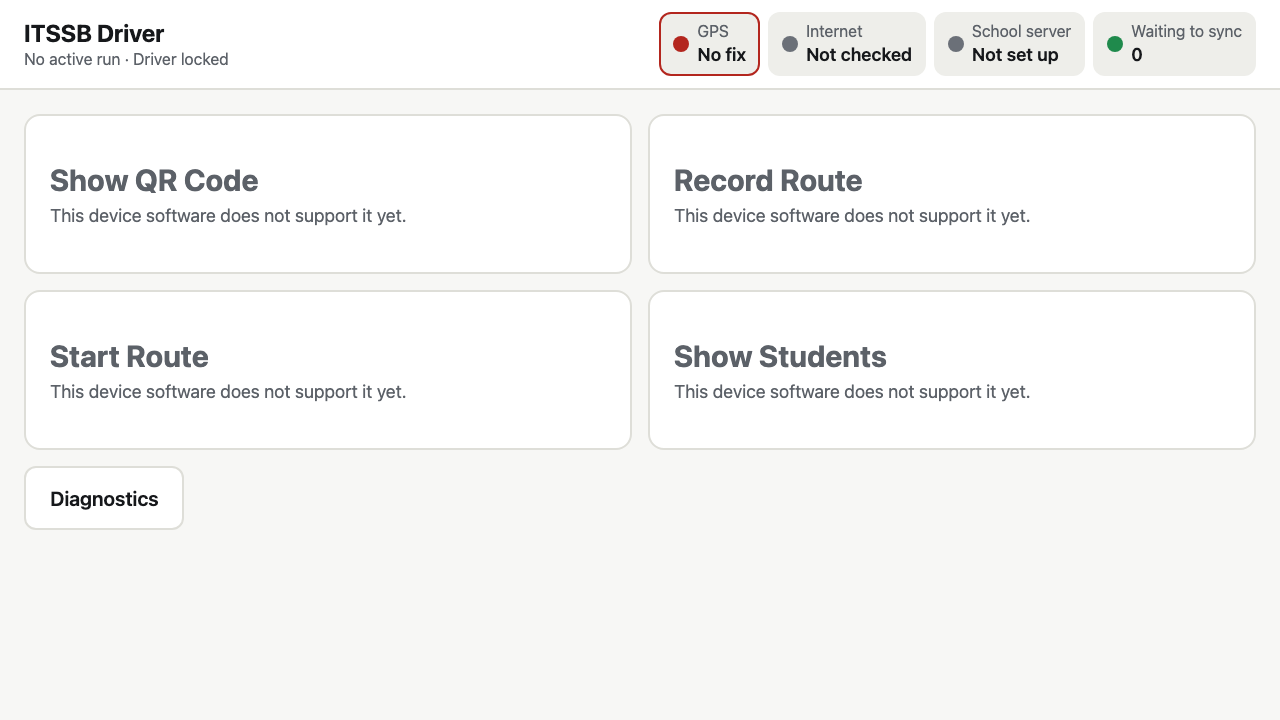 ITSSB Driver
No active run · Driver locked
GPS
No fix
Internet
Not checked
School server
Not set up
Waiting to sync
0
Show QR Code
This device software does not support it yet.
Record Route
This device software does not support it yet.
Start Route
This device software does not support it yet.
Show Students
This device software does not support it yet.
Diagnostics